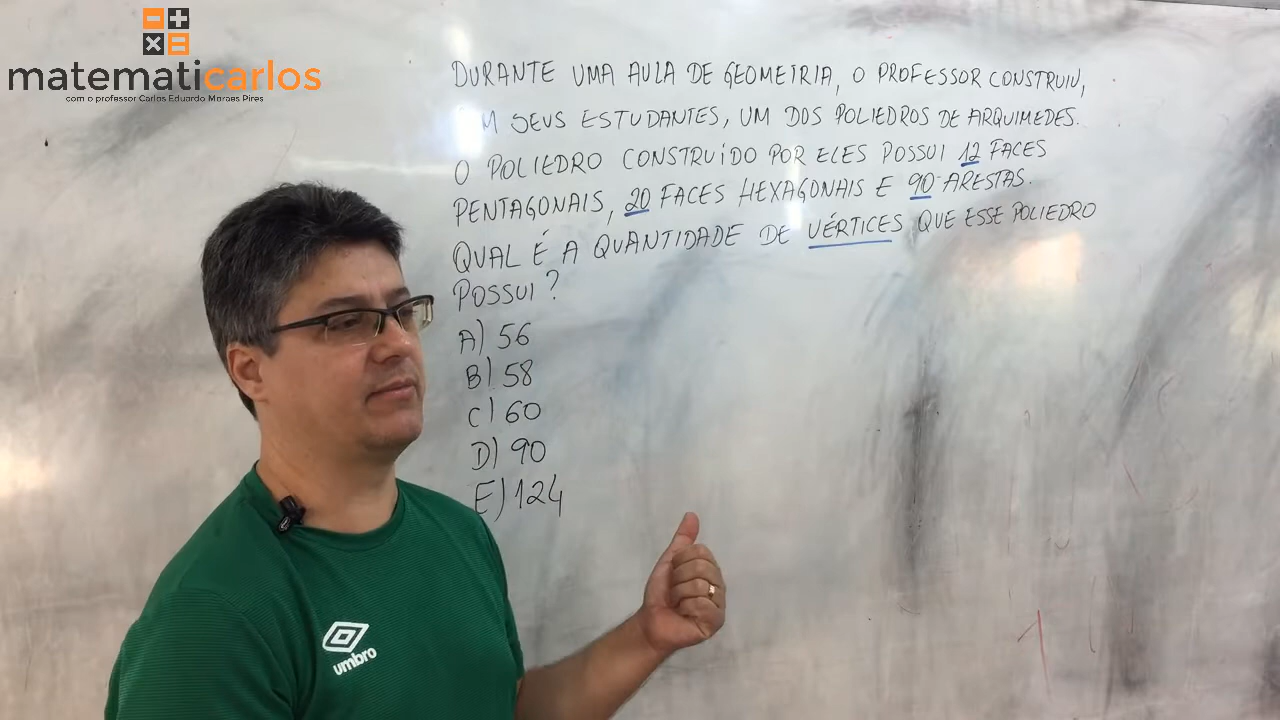 matematicarlos
com o professor Carlos Eduardo Moraes Pires
DURANTE UMA AULA DE GEOMETRIA, O PROFESSOR CONSTRUIU,
M SEUS ESTUDANTES, UM DOS POLIEDROS DE ARQUIMEDES.
O POLIEDRO CONSTRUÍDO POR ELES POSSUI 12 FACES
PENTAGONAIS, 20 FACES HEXAGONAIS E 90 ARESTAS.
QUAL É A QUANTIDADE DE VÉRTICES QUE ESSE POLIEDRO
POSSUI?
A) 56
B) 58
C) 60
D) 90
E) 124
umbro